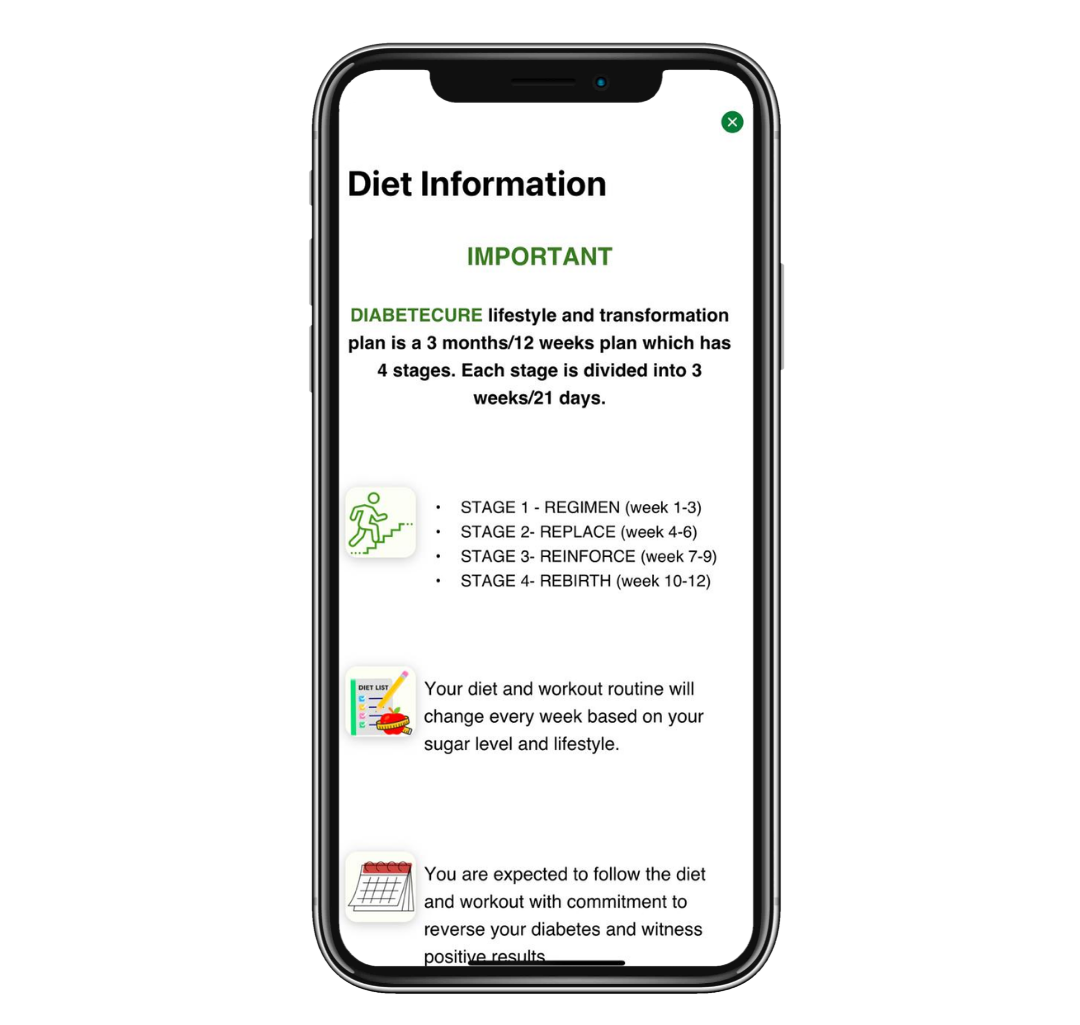 Diet Information
IMPORTANT
DIABETECURE lifestyle and transformation
plan is a 3 months/12 weeks plan which has
4 stages. Each stage is divided into 3
weeks/21 days.
• STAGE 1 - REGIMEN (week 1-3)
• STAGE 2- REPLACE (week 4-6)
• STAGE 3- REINFORCE (week 7-9)
• STAGE 4- REBIRTH (week 10-12)
DIET LIST
Your diet and workout routine will
change every week based on your
sugar level and lifestyle.
You are expected to follow the diet
and workout with commitment to
reverse your diabetes and witness
positive results